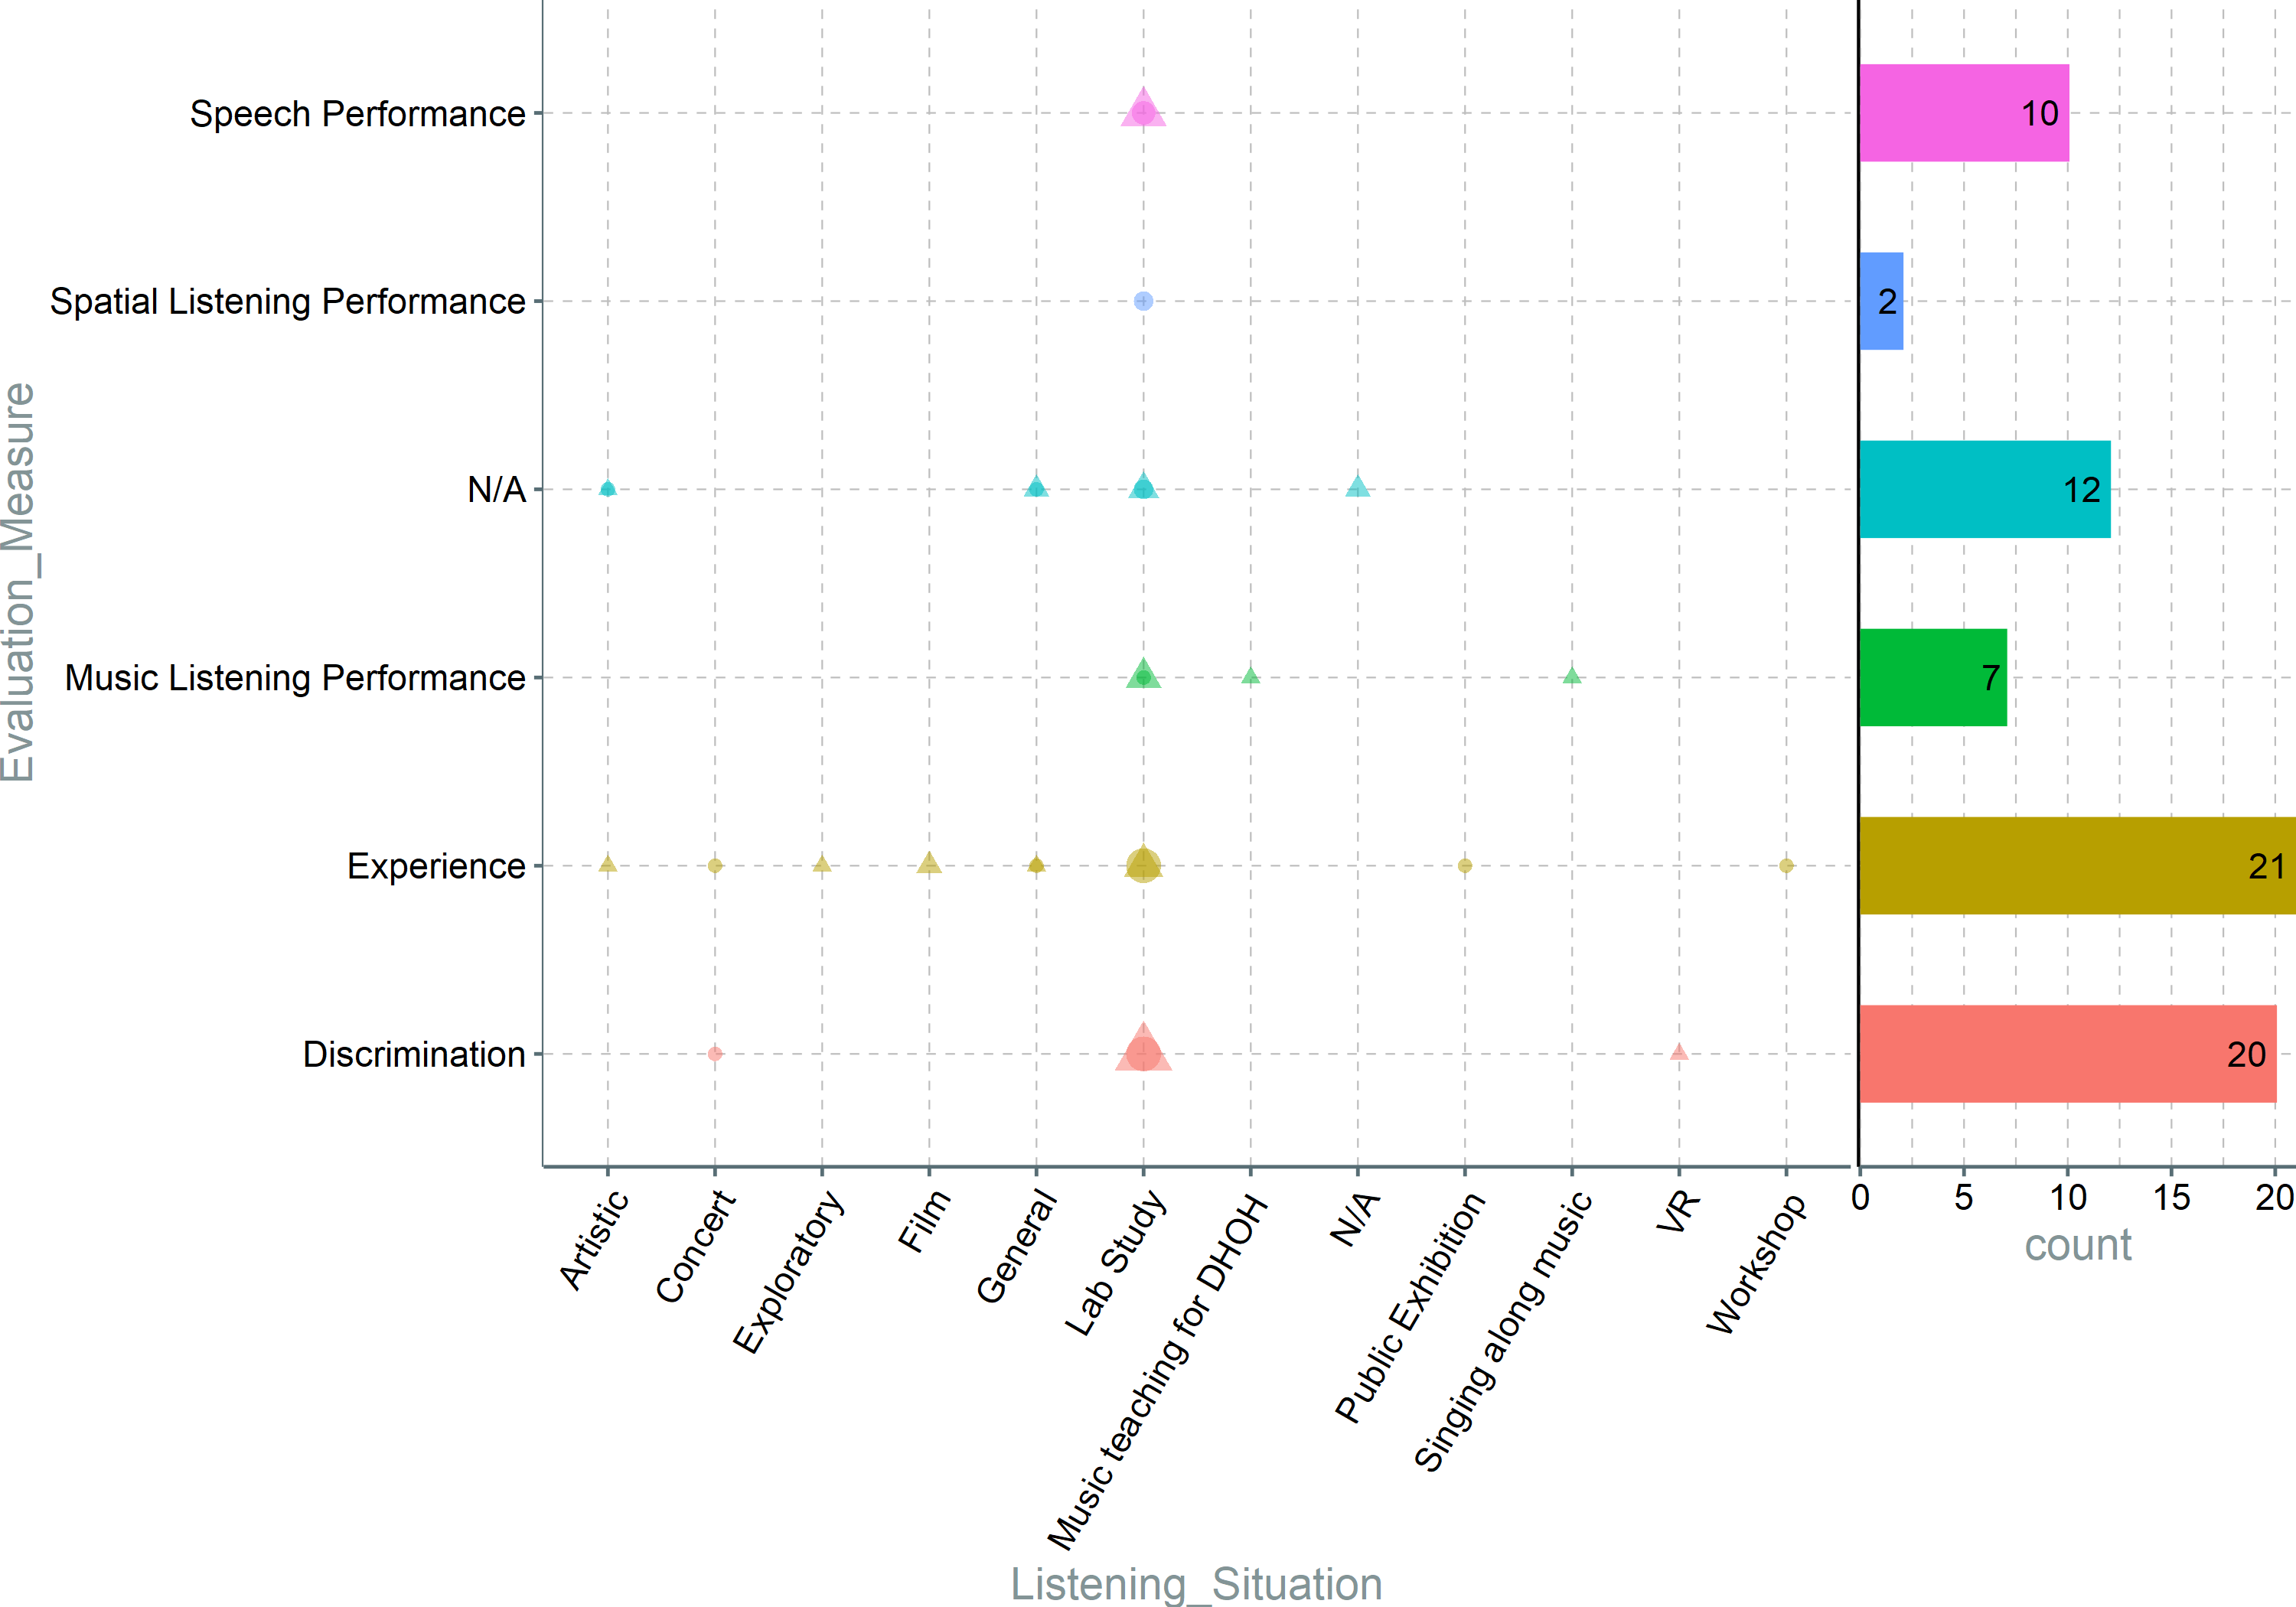 Evaluation_Measure
Speech Performance
Spatial Listening Performance
N/A
Music Listening Performance
Experience
Discrimination
10
2
12
7
21
20
Artistic
Concert
Exploratory
Film
General
Lab Study
Music teaching for DHOH
N/A
Public Exhibition
Singing along music
VR
Workshop
Listening_Situation
0 5 10 15 20
count